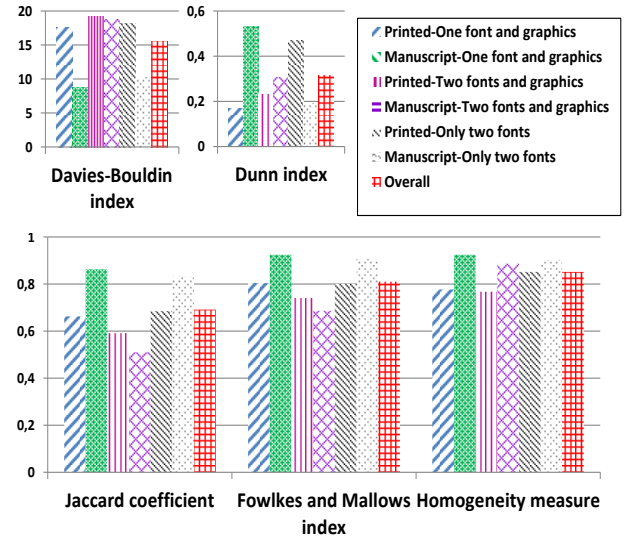 20
15
10
5
0
Davies-Bouldin
index
0,6
0,4
0,2
0
Dunn index
Printed-One font and graphics
Manuscript-One font and graphics
Printed-Two fonts and graphics
Manuscript-Two fonts and graphics
Printed-Only two fonts
Manuscript-Only two fonts
Overall
1
0,8
0,6
0,4
0,2
0
Jaccard coefficient
Fowlkes and Mallows
index
Homogeneity measure